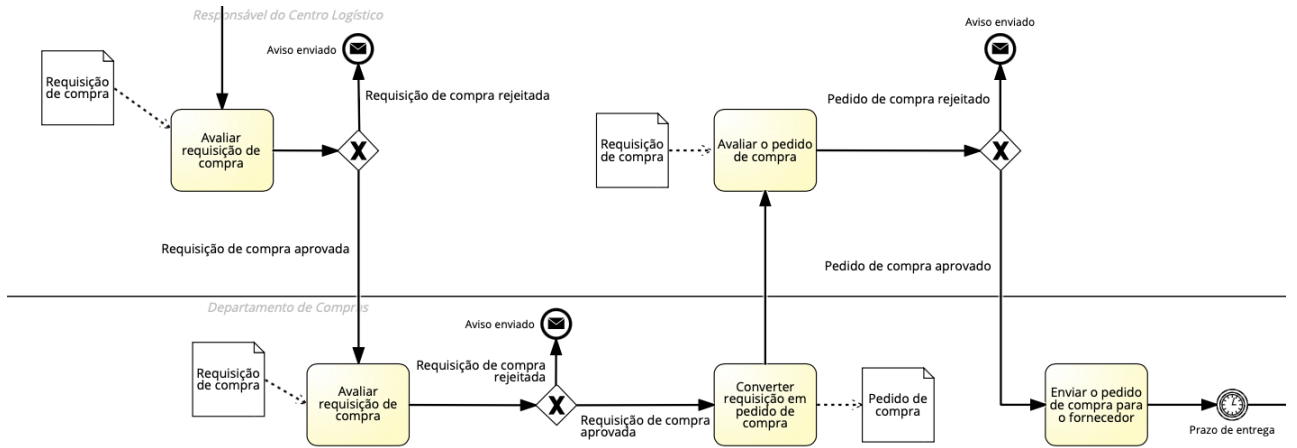 Responsável do Centro Logístico
Aviso enviado
Aviso enviado
Requisição
de compra
Requisição de compra rejeitada
Pedido de compra rejeitado
Avaliar
requisição de
compra
X
Requisição
de compra
Avaliar o pedido
de compra
X
Requisição de compra aprovada
Pedido de compra aprovado
Departamento de Compras
Aviso enviado
Requisição
de compra
Requisição de compra
rejeitada
Avaliar
requisição de
compra
X
Requisição de compra
aprovada
Converter
requisição em
pedido de
compra
Pedido de
compra
Enviar o pedido
de compra para
o fornecedor
Prazo de entrega